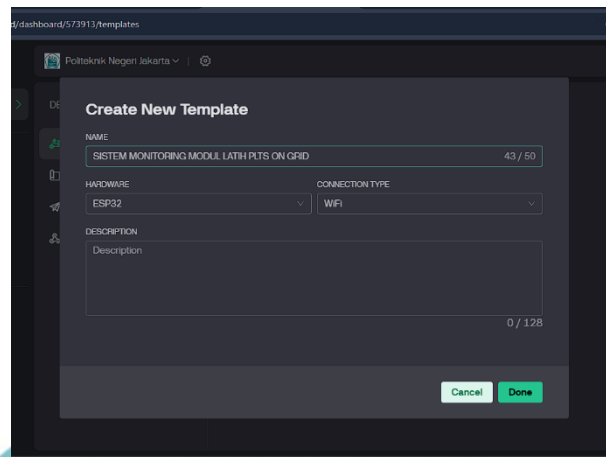 d/dashboard/573913/templates
Politeknik Negeri Jakarta
DE
Create New Template
NAME
SISTEM MONITORING MODUL LATIH PLTS ON GRID 43 / 50
HARDWARE CONNECTION TYPE
ESP32 WiFi
DESCRIPTION
Description
0 / 128
Cancel Done